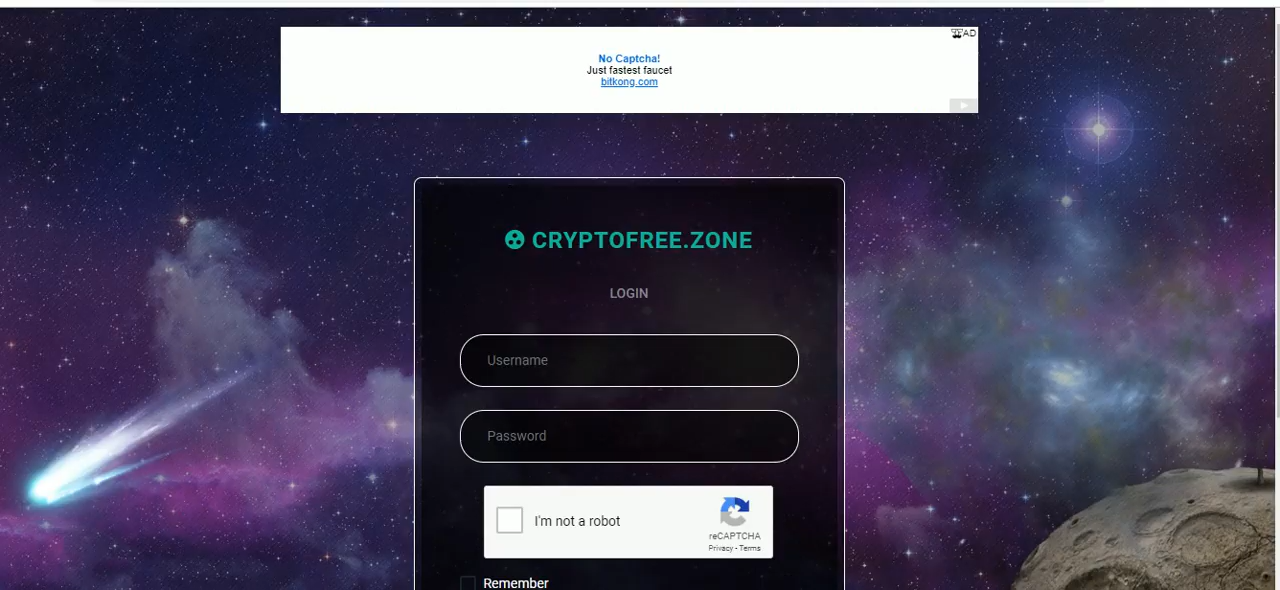 AD
No Captcha!
Just fastest faucet
bitkong.com
CRYPTOFREE.ZONE
LOGIN
Username
Password
I'm not a robot
reCAPTCHA
Privacy - Terms
Remember